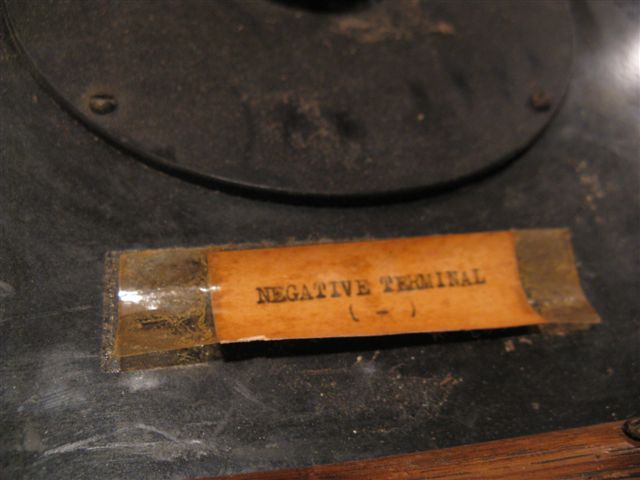 NEGATIVE TERMINAL
( - )